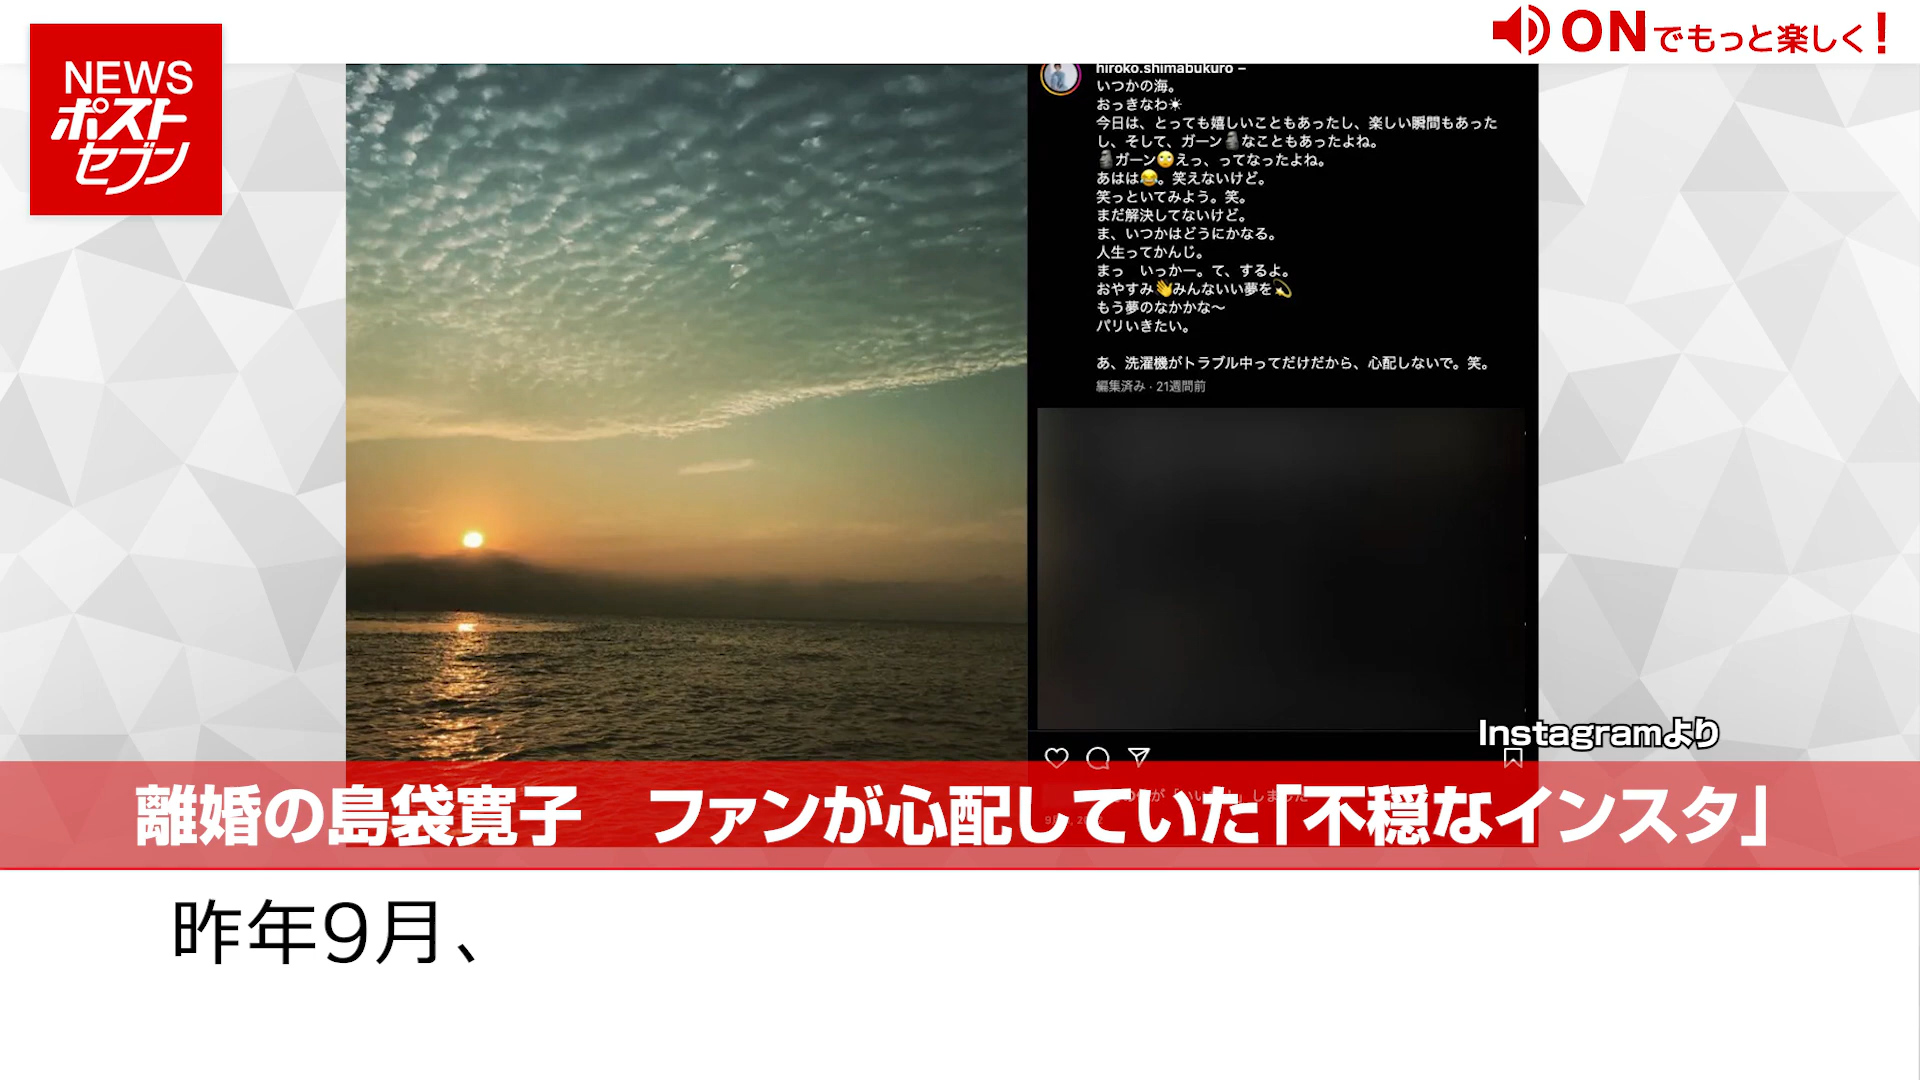 ONでもっと楽しく!
NEWS
ポスト
セブン
hiroko.shimabukuro –
いつかの海。
おっきなわ☀
今日は、とっても嬉しいこともあったし、楽しい瞬間もあった
し、そして、ガーン🗿なこともあったよね。
🗿ガーン🙄えっ、ってなったよね。
あはは😂。笑えないけど。
笑っといてみよう。笑。
まだ解決してないけど。
ま、いつかはどうにかなる。
人生ってかんじ。
まっ　いっかー。て、するよ。
おやすみ👋みんないい夢を💫
もう夢のなかかな〜
パリいきたい。
あ、洗濯機がトラブル中ってだけだから、心配しないで。笑。
編集済み · 21週間前
Instagramより
離婚の島袋寛子　ファンが心配していた「不穏なインスタ」
昨年9月、